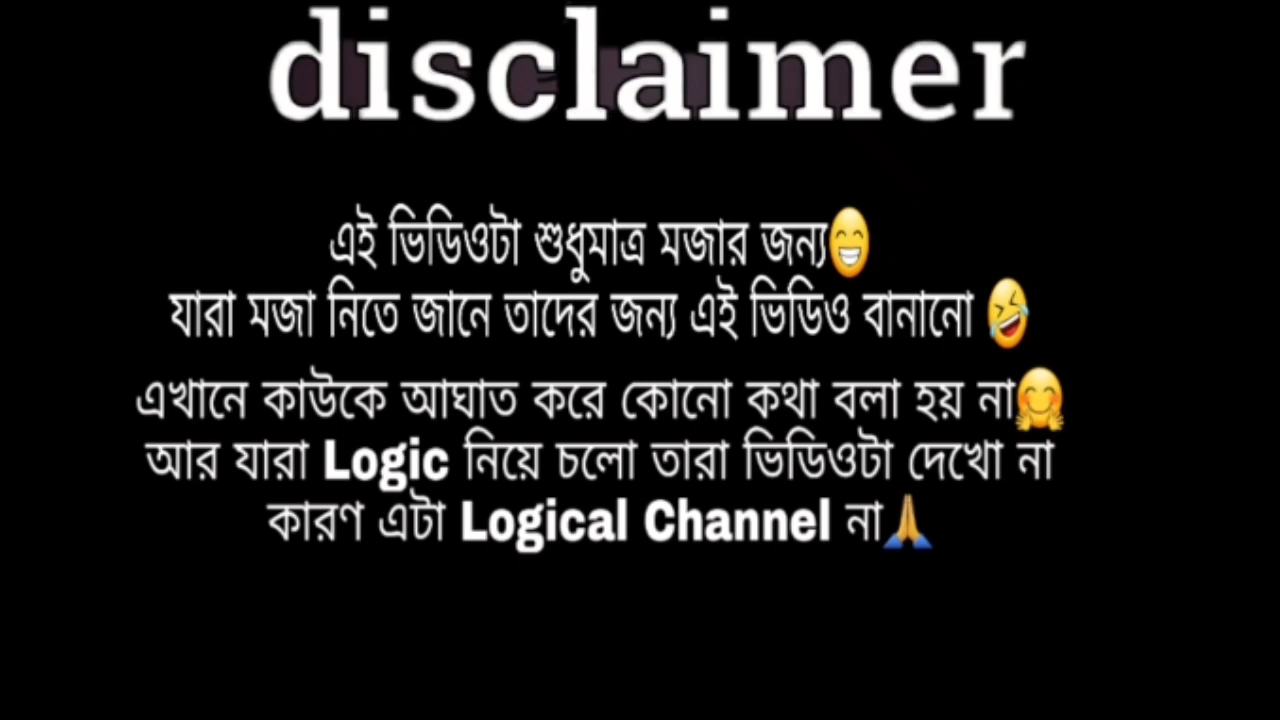 disclaimer
এই ভিডিওটা শুধুমাত্র মজার জন্য😁
যারা মজা নিতে জানে তাদের জন্য এই ভিডিও বানানো 🤣
এখানে কাউকে আঘাত করে কোনো কথা বলা হয় না🤗
আর যারা Logic নিয়ে চলো তারা ভিডিওটা দেখো না
কারণ এটা Logical Channel না🙏